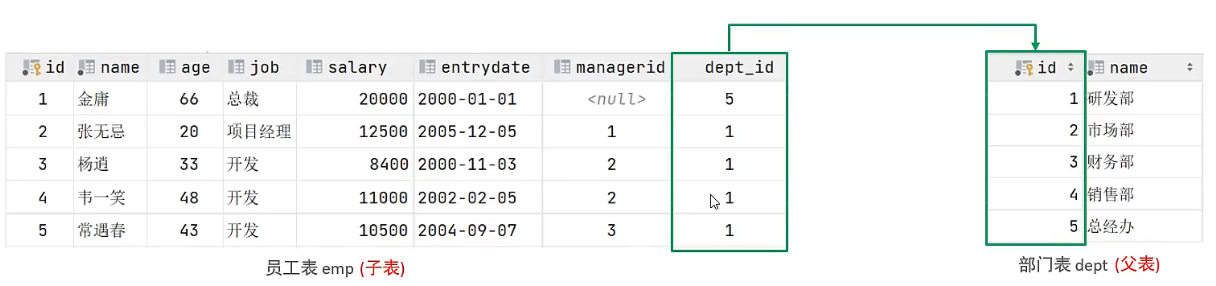 id name age job salary entrydate managerid dept_id
1 金庸 66 总裁 20000 2000-01-01 <null> 5
2 张无忌 20 项目经理 12500 2005-12-05 1 1
3 杨逍 33 开发 8400 2000-11-03 2 1
4 韦一笑 48 开发 11000 2002-02-05 2 1
5 常遇春 43 开发 10500 2004-09-07 3 1
员工表 emp (子表)
id name
1 研发部
2 市场部
3 财务部
4 销售部
5 总经办
部门表 dept (父表)